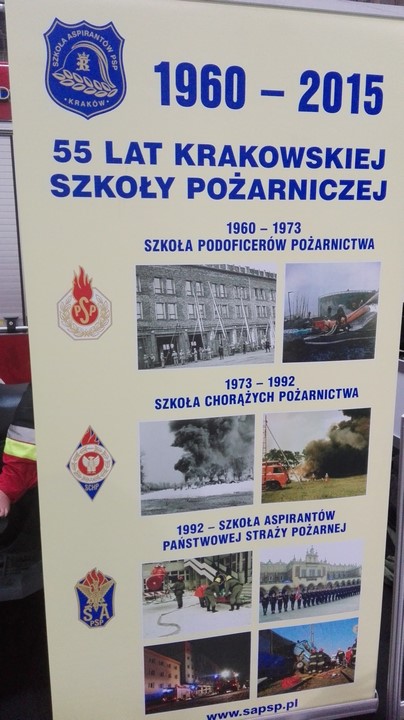 SZKOŁA ASPIRANTÓW PSP
· KRAKÓW ·
1960 – 2015
55 LAT KRAKOWSKIEJ
SZKOŁY POŻARNICZEJ
1960 – 1973
SZKOŁA PODOFICERÓW POŻARNICTWA
PSP
1973 – 1992
SZKOŁA CHORĄŻYCH POŻARNICTWA
SCHP
1992 – SZKOŁA ASPIRANTÓW
PAŃSTWOWEJ STRAŻY POŻARNEJ
SA
PSP
www.sapsp.pl